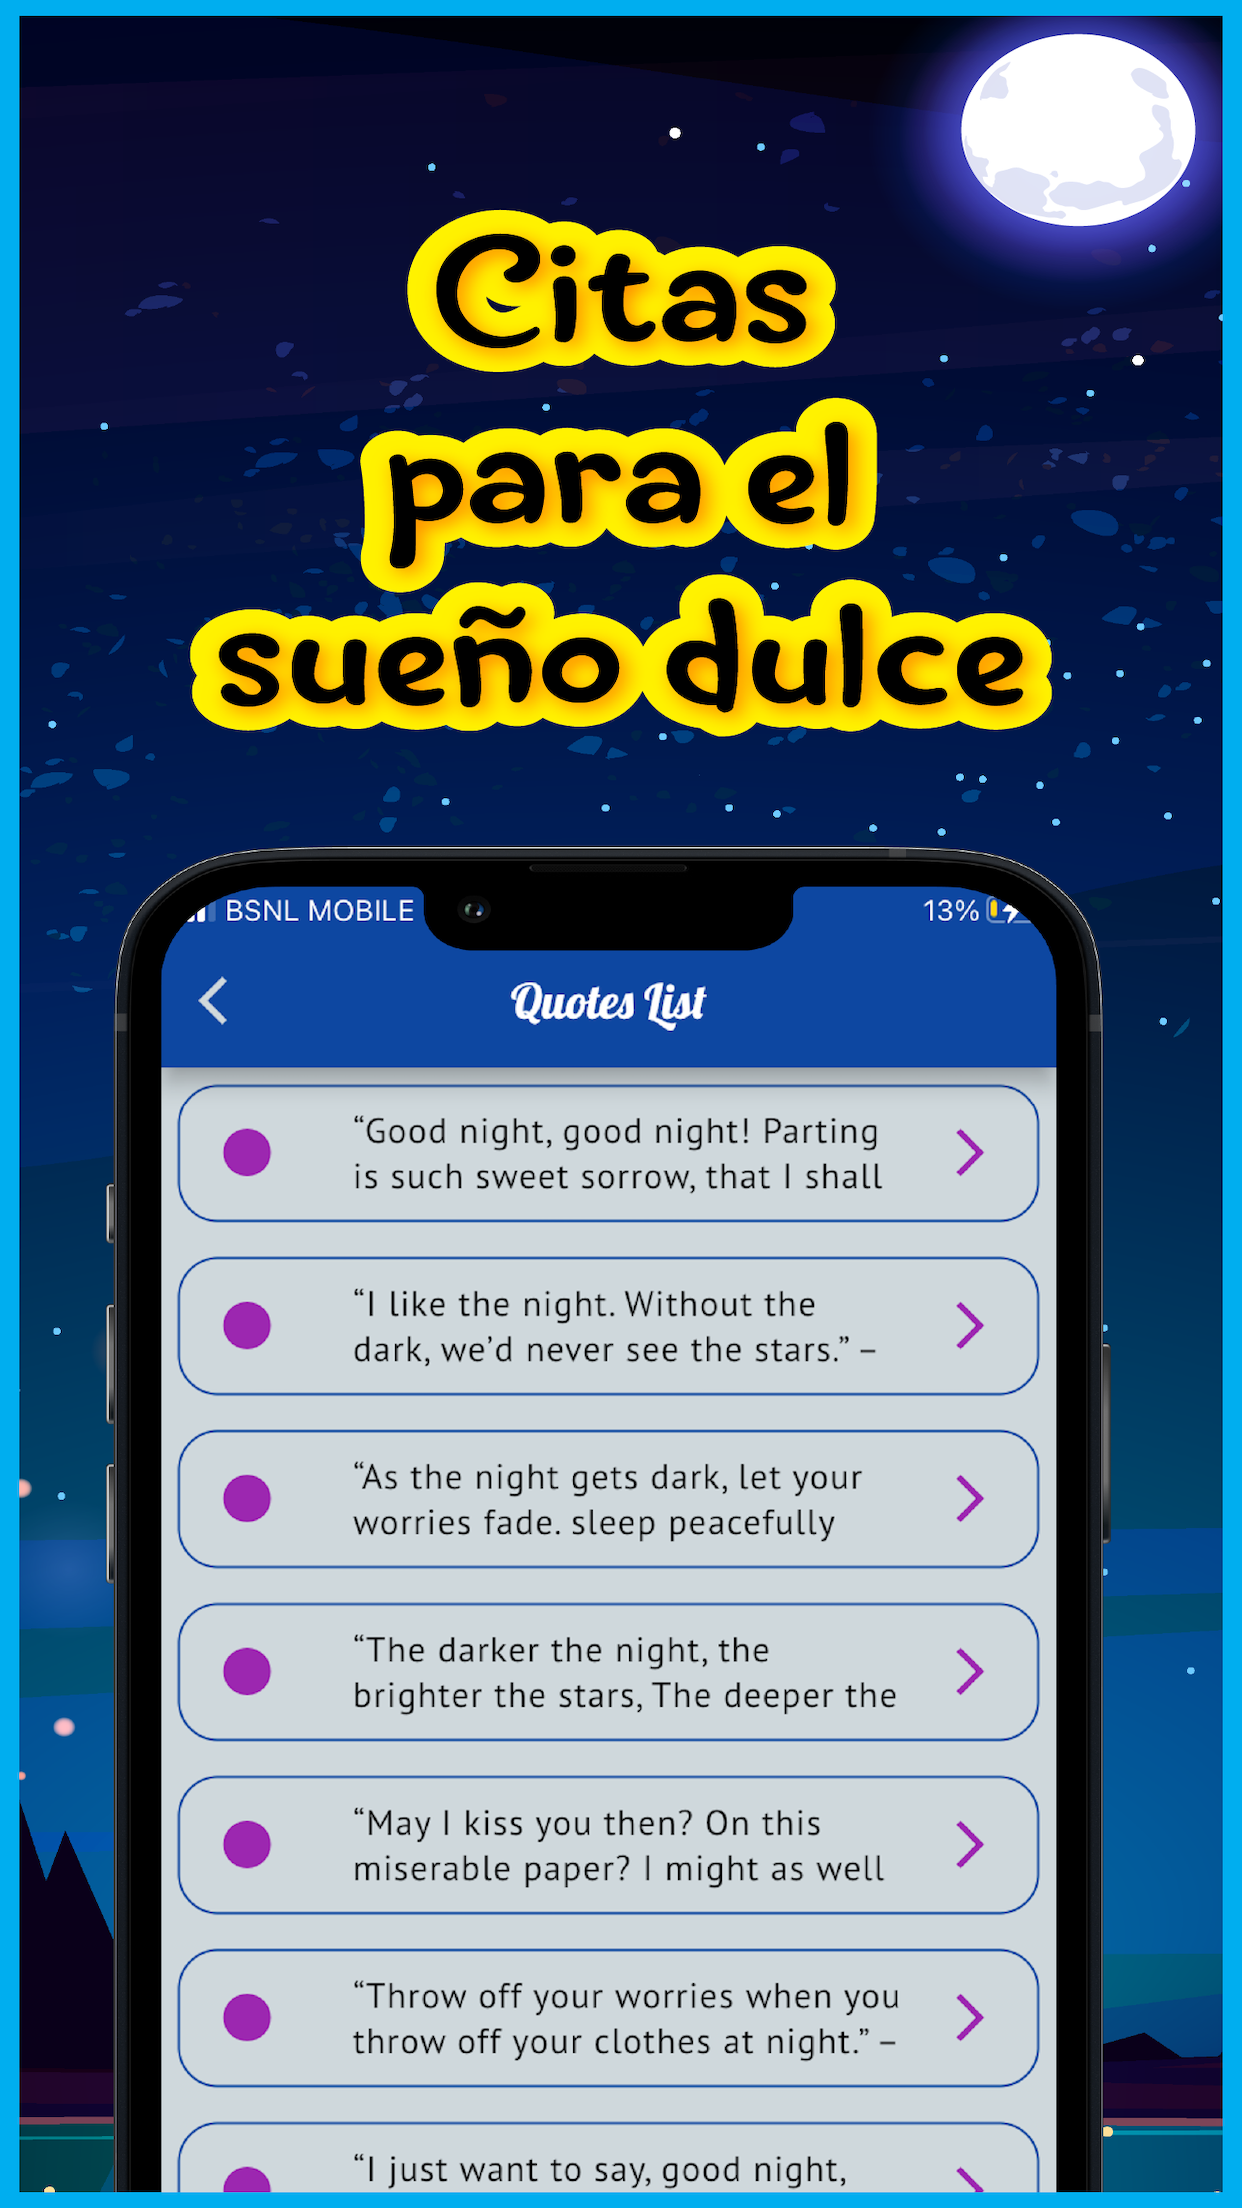 Citas
para el
sueño dulce
BSNL MOBILE 13%
Quotes List
“Good night, good night! Parting
is such sweet sorrow, that I shall
“I like the night. Without the
dark, we’d never see the stars.” –
“As the night gets dark, let your
worries fade. sleep peacefully
“The darker the night, the
brighter the stars, The deeper the
“May I kiss you then? On this
miserable paper? I might as well
“Throw off your worries when you
throw off your clothes at night.” –
“I just want to say, good night,